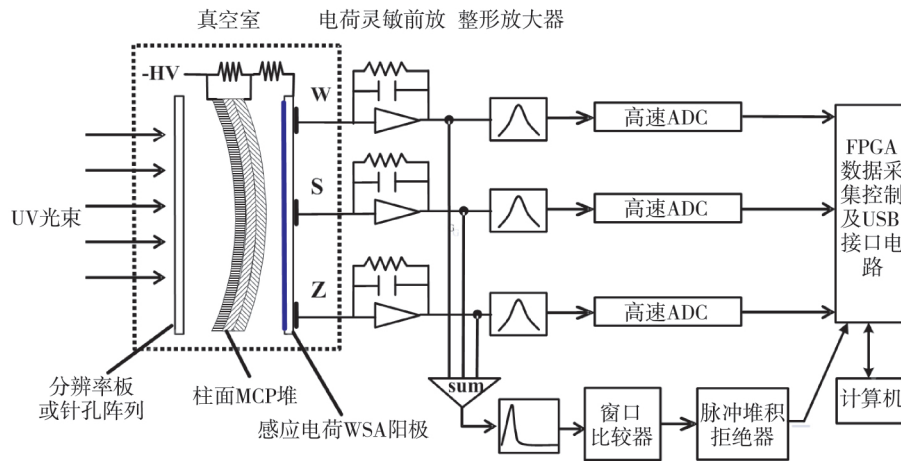 真空室
电荷灵敏前放 整形放大器
-HV
W
高速ADC
S
高速ADC
Z
高速ADC
UV光束
FPGA
数据采
集控制
及USB
接口电
路
分辨率板
或针孔阵列
柱面MCP堆
感应电荷WSA阳极
sum
窗口
比较器
脉冲堆积
拒绝器
计算机